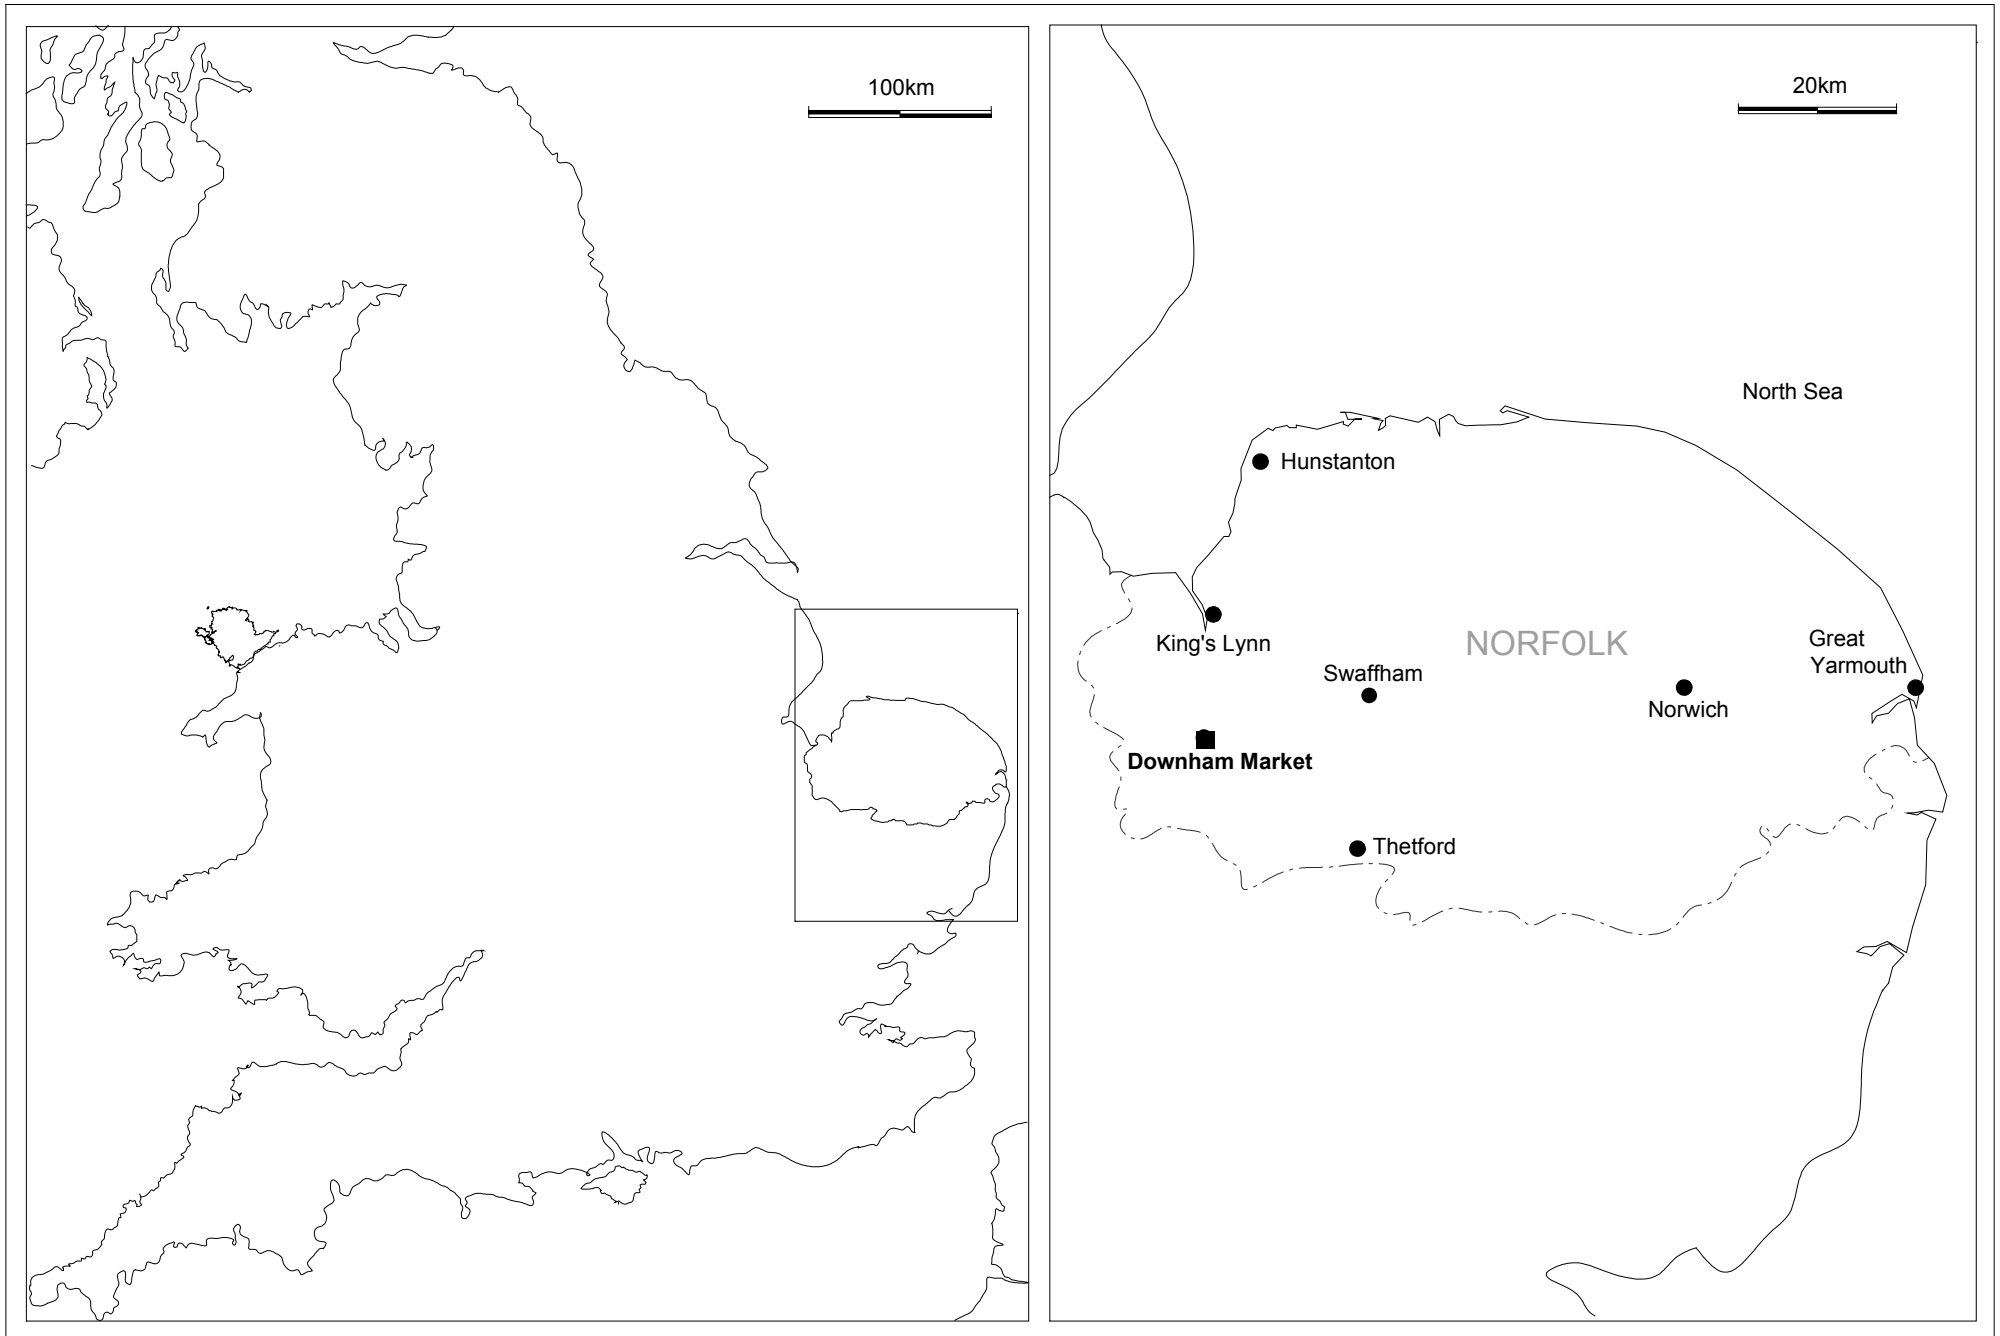 100km
20km
North Sea
Hunstanton
King's Lynn
NORFOLK
Great
Yarmouth
Swaffham
Norwich
Downham Market
Thetford